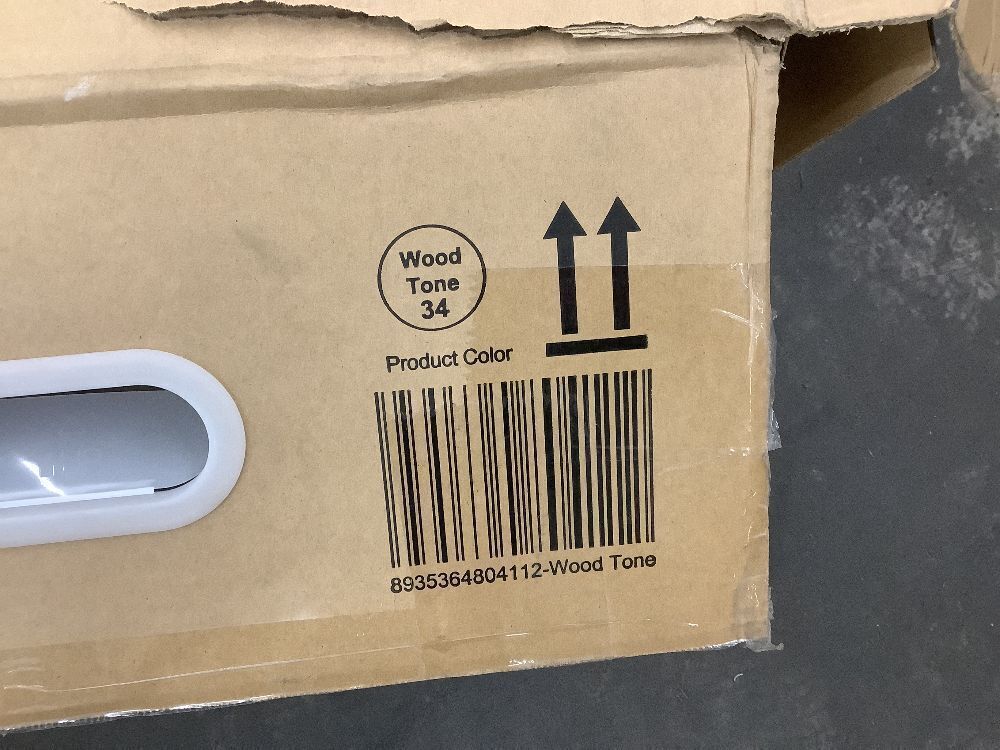 Wood
Tone
34
Product Color
8935364804112-Wood Tone